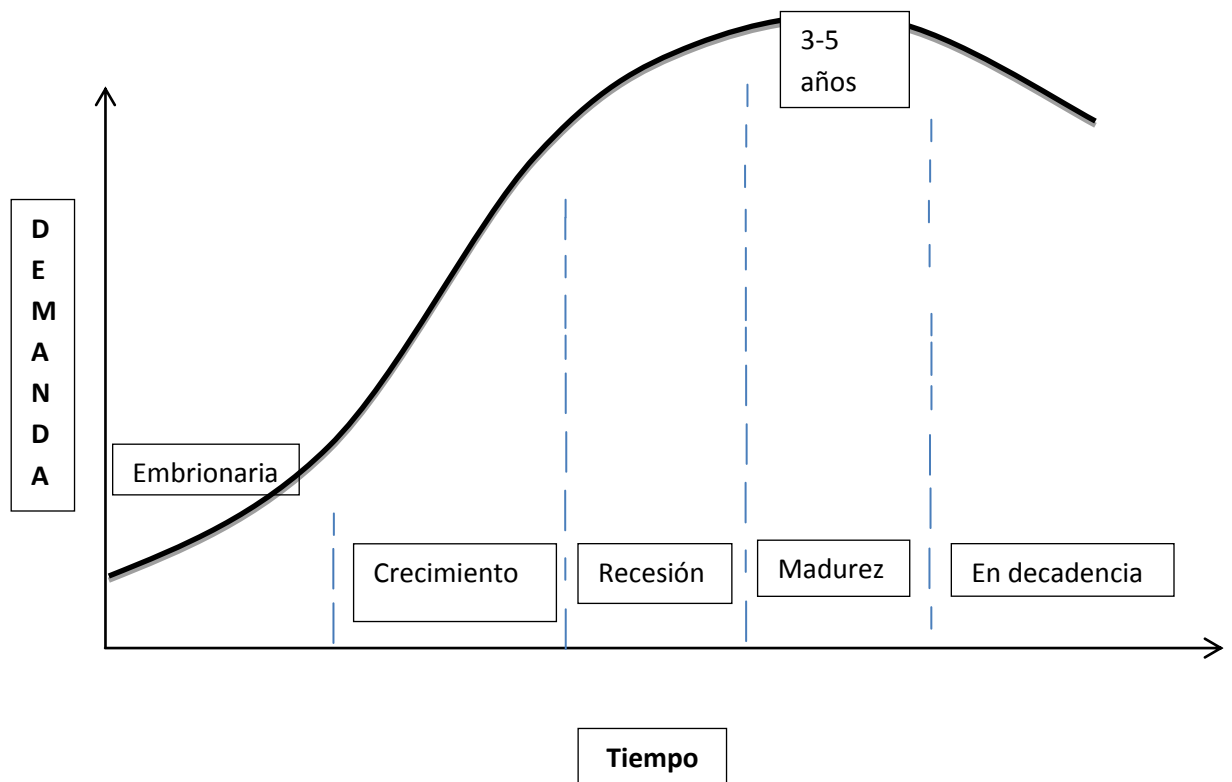 3-5
años
D
E
M
A
N
D
A
Embrionaria
Crecimiento
Recesión
Madurez
En decadencia
Tiempo